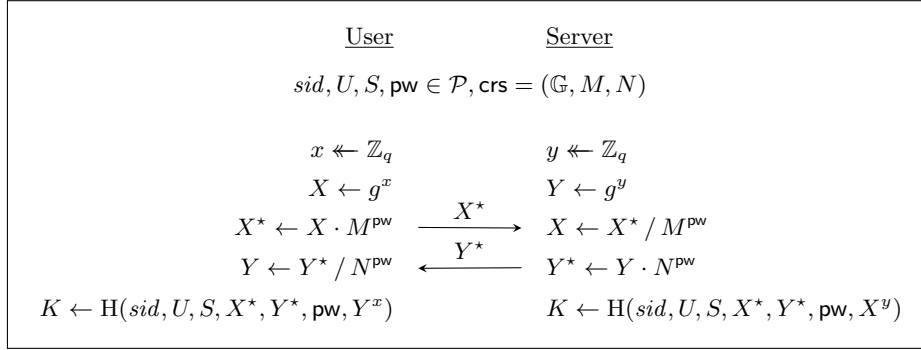 User Server
sid, U, S, pw ∈ 𝒫, crs = (𝔾, M, N)
x ↞ ℤ_q y ↞ ℤ_q
X ← g^x Y ← g^y
X^⋆ ← X · M^pw X^⋆ X ← X^⋆ / M^pw
Y ← Y^⋆ / N^pw Y^⋆ Y^⋆ ← Y · N^pw
K ← H(sid, U, S, X^⋆, Y^⋆, pw, Y^x) K ← H(sid, U, S, X^⋆, Y^⋆, pw, X^y)